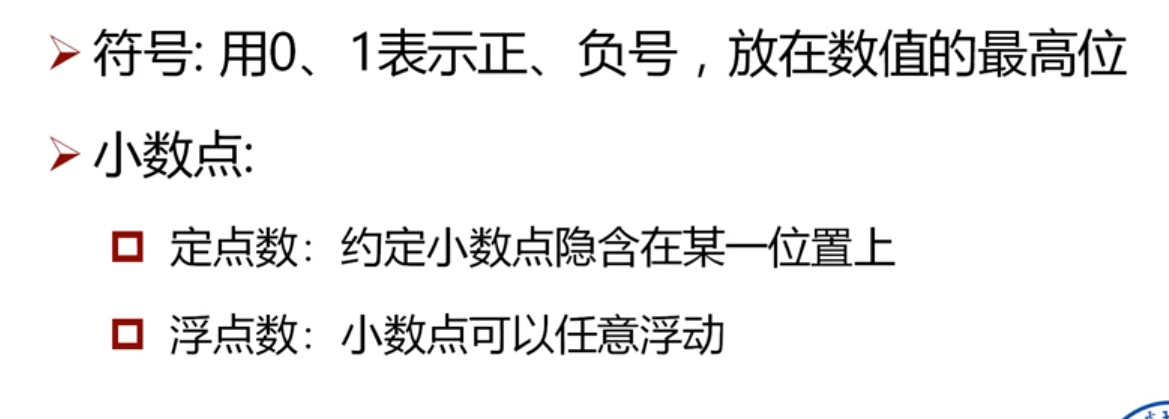 符号: 用0、1表示正、负号，放在数值的最高位
小数点:
定点数：约定小数点隐含在某一位置上
浮点数：小数点可以任意浮动